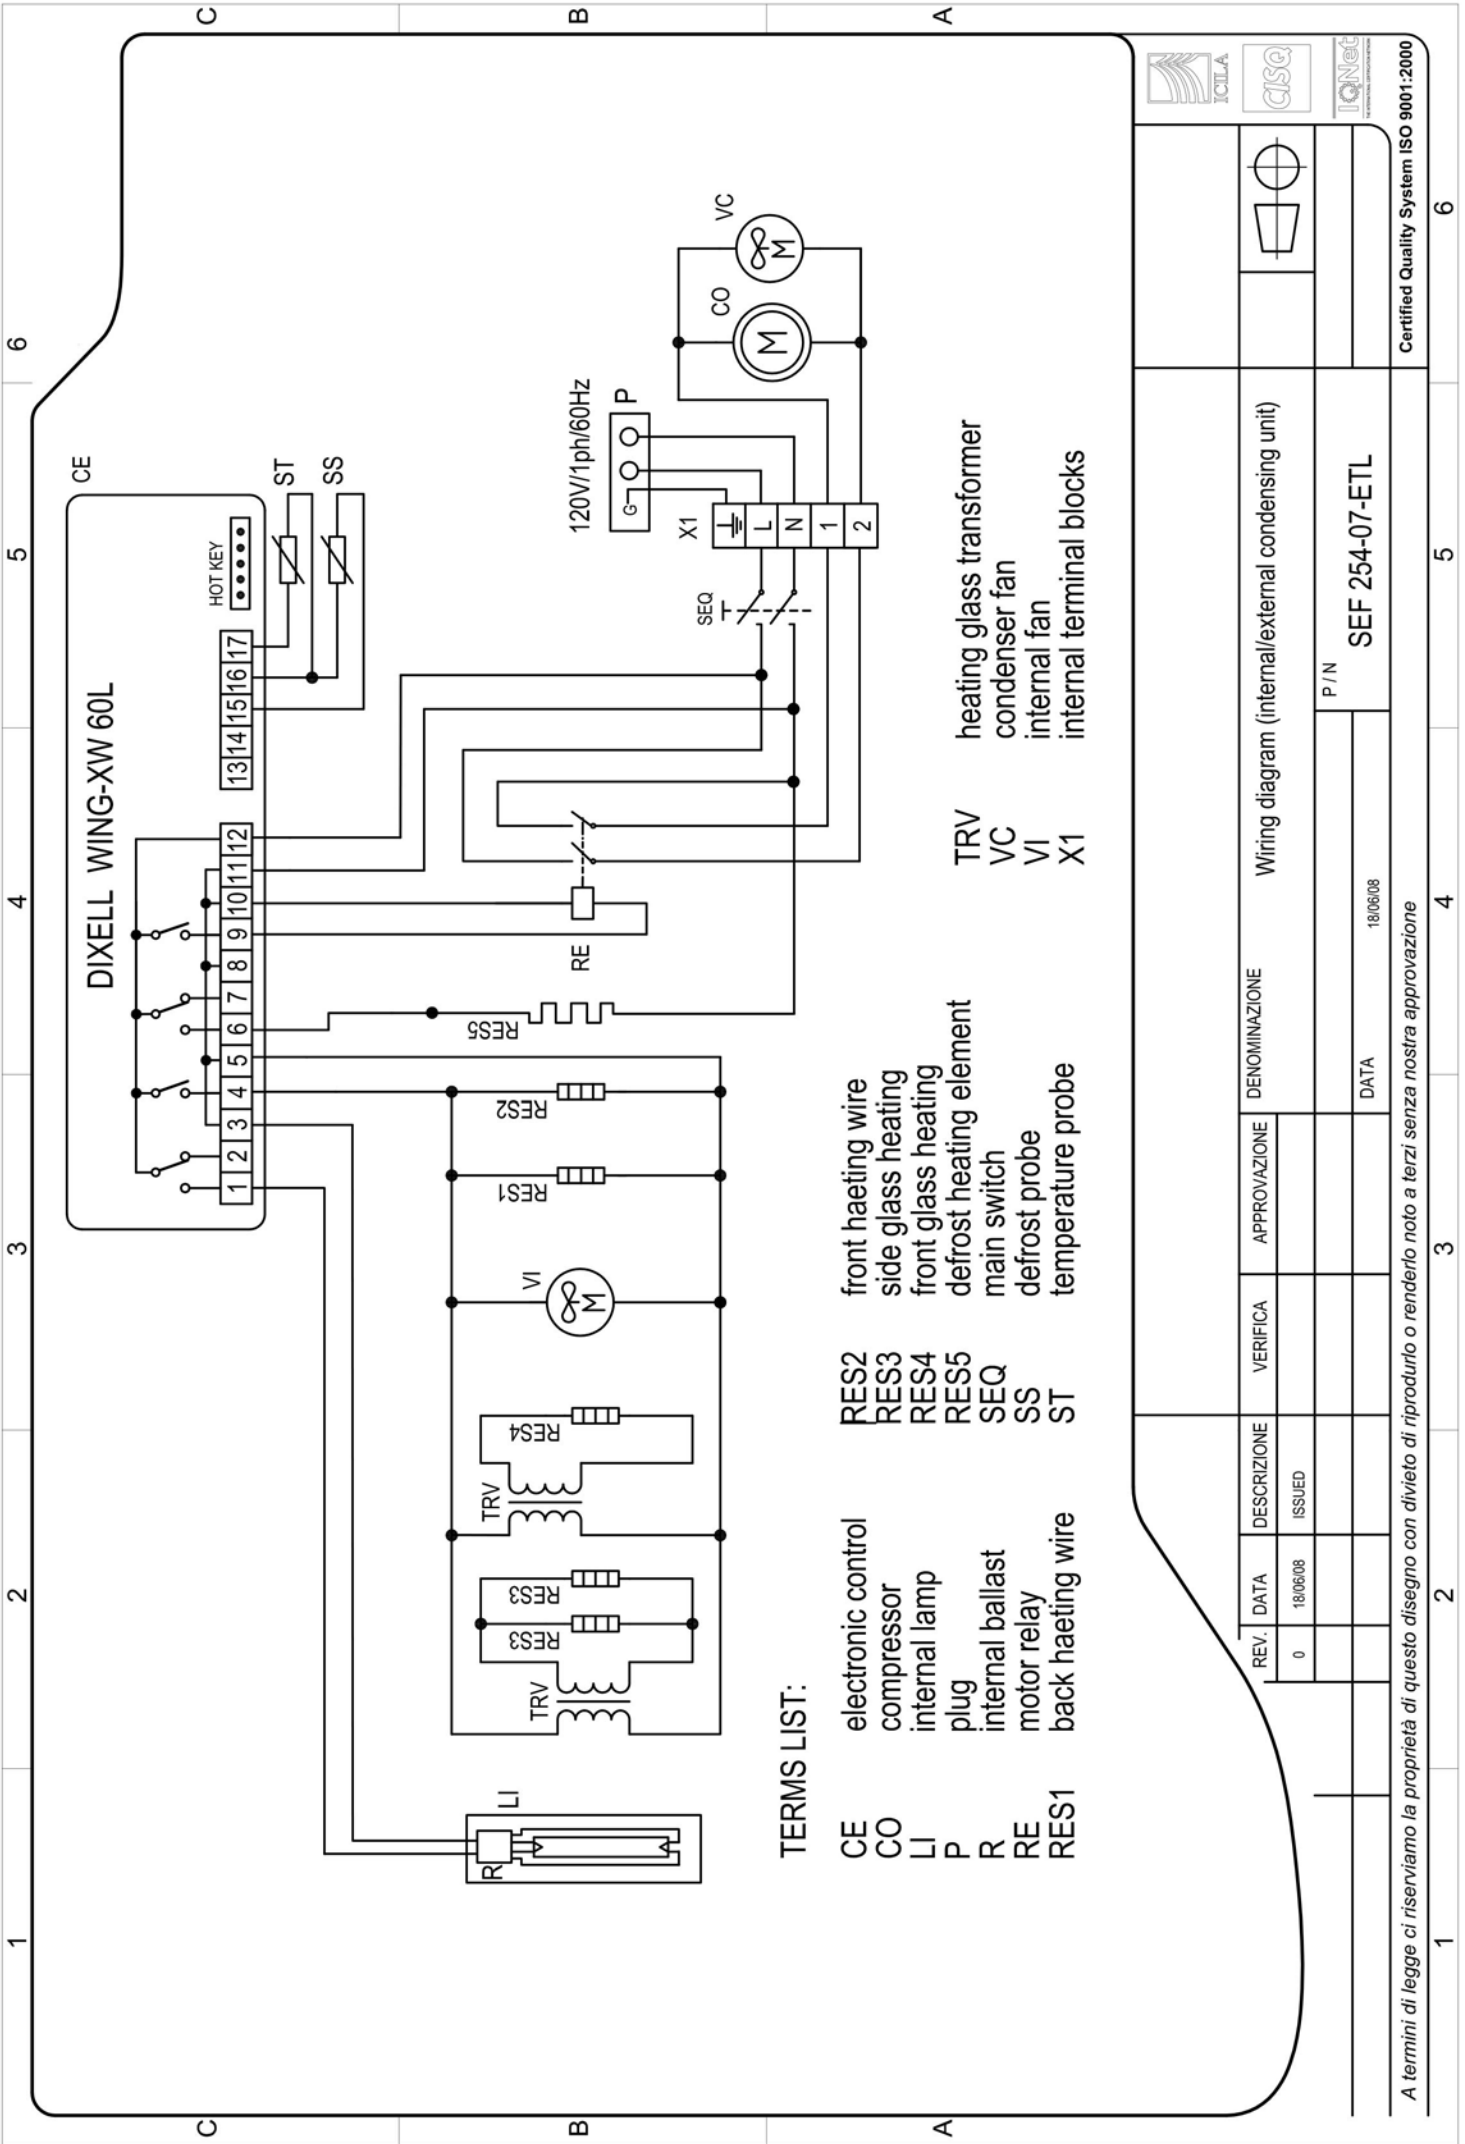 1 2 3 4 5 6
C
B
A
C
B
A
DIXELL WING-XW 60L
CE
HOT KEY
1 2 3 4 5 6 7 8 9 10 11 12
13 14 15 16 17
ST
SS
R
LI
TRV
RES3
RES3
TRV
RES4
VI
RES1
RES2
RES5
RE
SEQ
120V/1ph/60Hz
P
G
X1
L
N
1
2
CO
M
VC
M
M
TERMS LIST:
CE electronic control
CO compressor
LI internal lamp
P plug
R internal ballast
RE motor relay
RES1 back haeting wire
RES2 front haeting wire
RES3 side glass heating
RES4 front glass heating
RES5 defrost heating element
SEQ main switch
SS defrost probe
ST temperature probe
TRV heating glass transformer
VC condenser fan
VI internal fan
X1 internal terminal blocks
REV. DATA DESCRIZIONE VERIFICA APPROVAZIONE
0 18/06/08 ISSUED
DENOMINAZIONE
Wiring diagram (internal/external condensing unit)
P / N
SEF 254-07-ETL
DATA
18/06/08
ICILA
CISQ
IQNet
Certified Quality System ISO 9001:2000
A termini di legge ci riserviamo la proprietà di questo disegno con divieto di riprodurlo o renderlo noto a terzi senza nostra approvazione
1 2 3 4 5 6